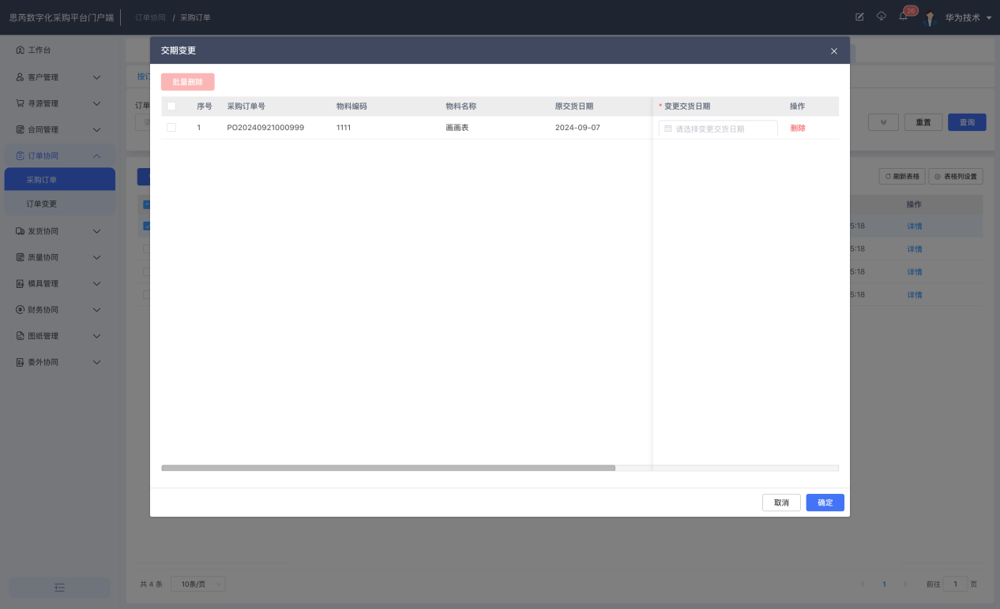 思芮数字化采购平台门户端
订单协同 / 采购订单
26
华为技术
工作台
客户管理
寻源管理
合同管理
订单协同
采购订单
订单变更
发货协同
质量协同
模具管理
财务协同
图纸管理
委外协同
按订
订单
重置
查询
刷新表格
表格列设置
操作
5:18 详情
5:18 详情
5:18 详情
5:18 详情
交期变更
批量删除
序号 采购订单号 物料编码 物料名称 原交货日期 * 变更交货日期 操作
1 PO20240921000999 1111 画画表 2024-09-07 请选择变更交货日期 删除
取消
确定
共 4 条
10条/页
1
前往 1 页